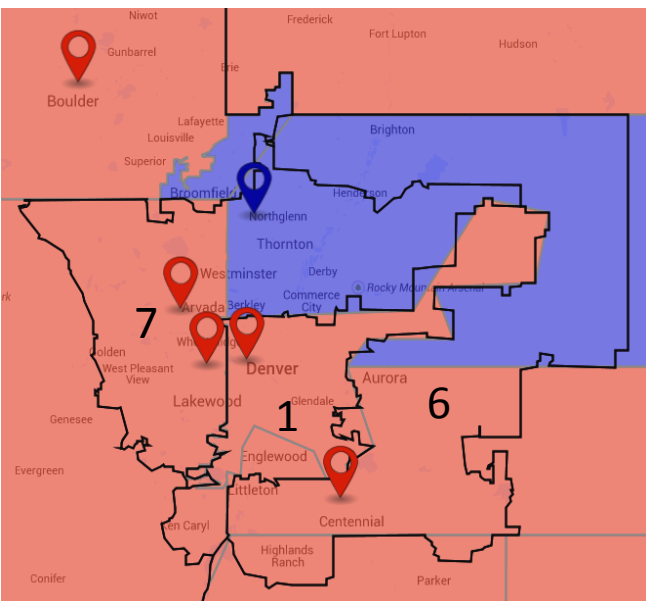 Niwot
Frederick
Fort Lupton
Hudson
Gunbarrel
Erie
Boulder
Lafayette
Brighton
Louisville
Superior
Broomfield
Henderson
Northglenn
Thornton
Westminster
Derby
Rocky Mountain Arsenal
Commerce
City
Arvada
Berkley
rk
7
Golden
West Pleasant
View
Denver
Aurora
Lakewood
Glendale
1
6
Genesee
Englewood
Evergreen
Littleton
Ken Caryl
Centennial
Highlands
Ranch
Conifer
Parker